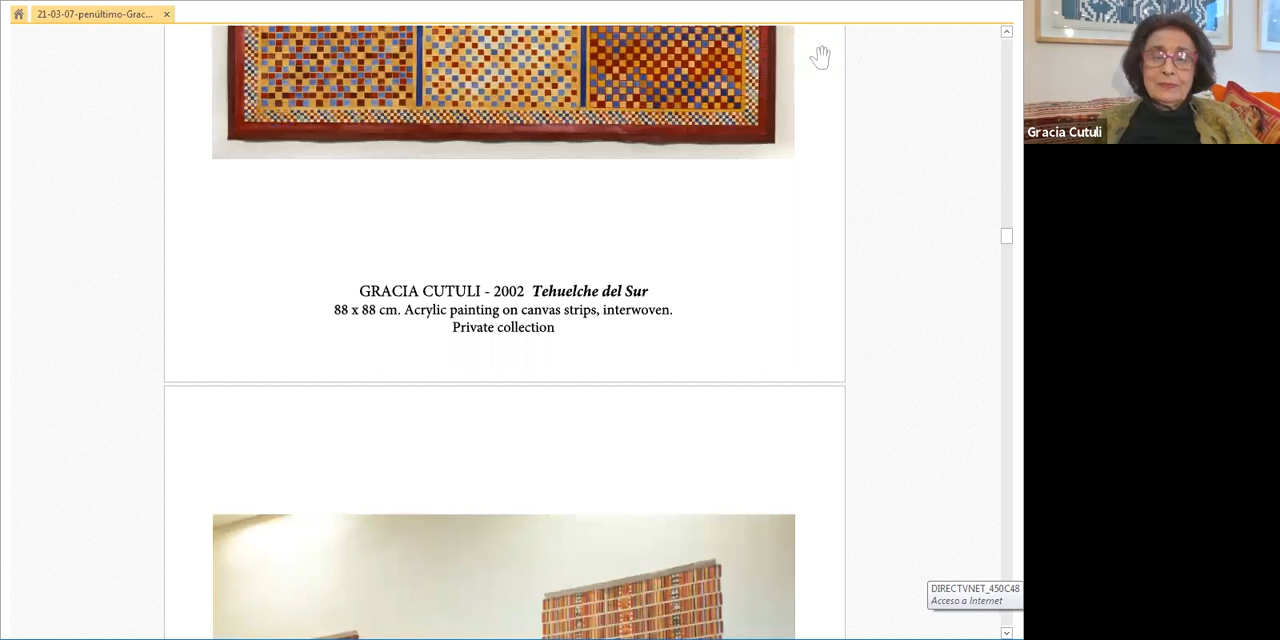 21-03-07-penúltimo-Grac...
Gracia Cutuli
GRACIA CUTULI - 2002 Tehuelche del Sur
88 x 88 cm. Acrylic painting on canvas strips, interwoven.
Private collection
DIRECTVNET_450C48
Acceso a Internet